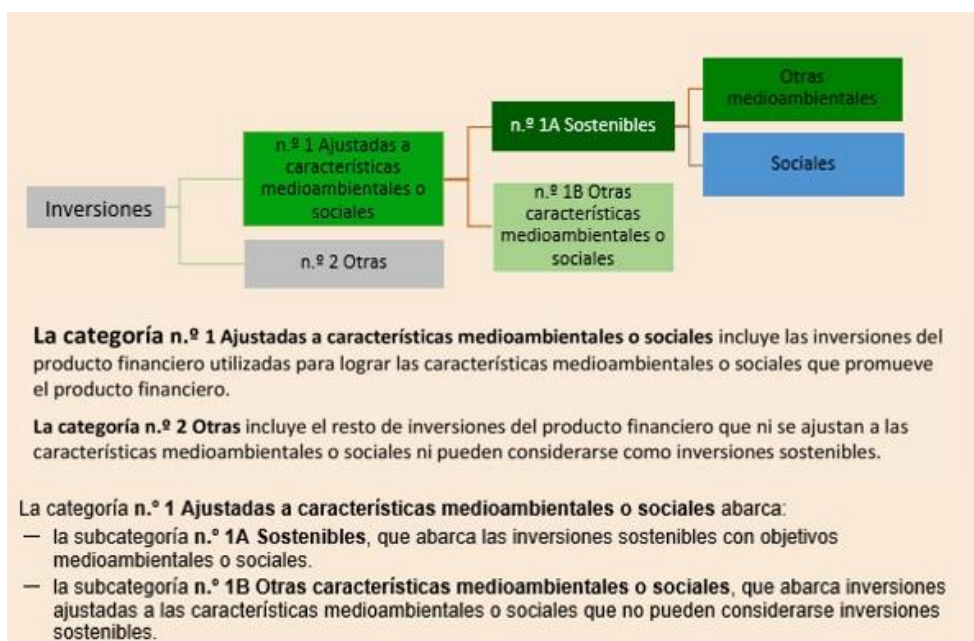 Inversiones
n.º 1 Ajustadas a
características
medioambientales o
sociales
n.º 2 Otras
n.º 1A Sostenibles
n.º 1B Otras
características
medioambientales o
sociales
Otras
medioambientales
Sociales
La categoría n.º 1 Ajustadas a características medioambientales o sociales incluye las inversiones del
producto financiero utilizadas para lograr las características medioambientales o sociales que promueve
el producto financiero.
La categoría n.º 2 Otras incluye el resto de inversiones del producto financiero que ni se ajustan a las
características medioambientales o sociales ni pueden considerarse como inversiones sostenibles.
La categoría n.º 1 Ajustadas a características medioambientales o sociales abarca:
— la subcategoría n.º 1A Sostenibles, que abarca las inversiones sostenibles con objetivos
medioambientales o sociales.
— la subcategoría n.º 1B Otras características medioambientales o sociales, que abarca inversiones
ajustadas a las características medioambientales o sociales que no pueden considerarse inversiones
sostenibles.